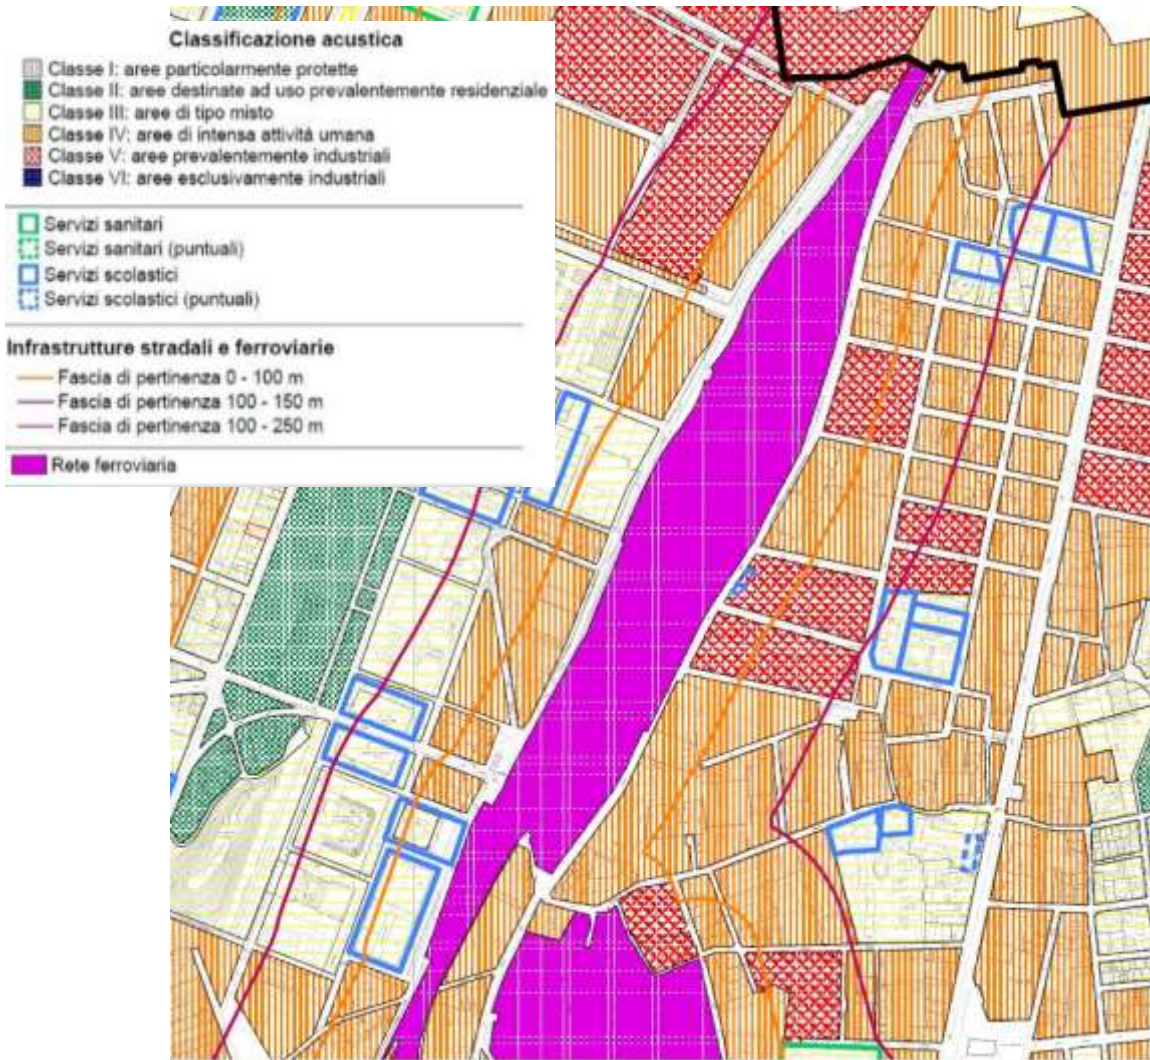 Classificazione acustica
Classe I: aree particolarmente protette
Classe II: aree destinate ad uso prevalentemente residenziale
Classe III: aree di tipo misto
Classe IV: aree di intensa attività umana
Classe V: aree prevalentemente industriali
Classe VI: aree esclusivamente industriali
Servizi sanitari
Servizi sanitari (puntuali)
Servizi scolastici
Servizi scolastici (puntuali)
Infrastrutture stradali e ferroviarie
Fascia di pertinenza 0 - 100 m
Fascia di pertinenza 100 - 150 m
Fascia di pertinenza 100 - 250 m
Rete ferroviaria